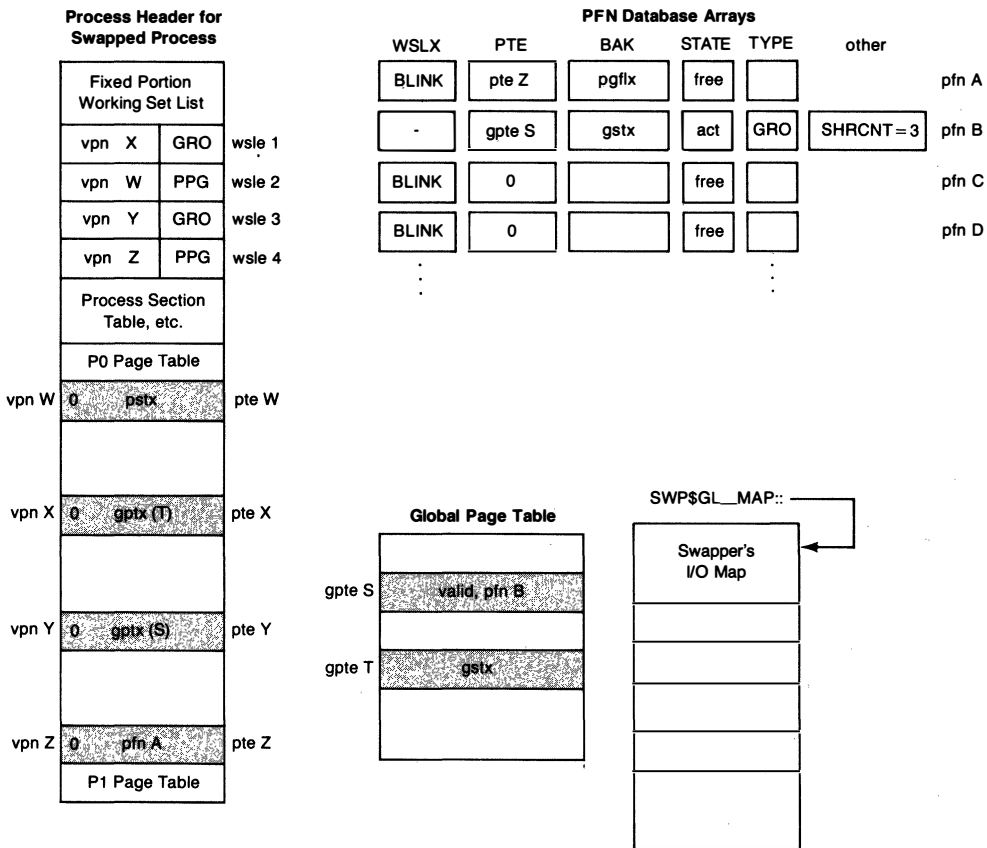 Process Header for
Swapped Process
Fixed Portion
Working Set List
vpn X GRO wsle 1
vpn W PPG wsle 2
vpn Y GRO wsle 3
vpn Z PPG wsle 4
Process Section
Table, etc.
P0 Page Table
vpn W 0 pstx pte W
vpn X 0 gptx (T) pte X
vpn Y 0 gptx (S) pte Y
vpn Z 0 pfn A pte Z
P1 Page Table
PFN Database Arrays
WSLX PTE BAK STATE TYPE other
BLINK pte Z pgflx free pfn A
- gpte S gstx act GRO SHRCNT = 3 pfn B
BLINK 0 free pfn C
BLINK 0 free pfn D
Global Page Table
gpte S valid, pfn B
gpte T gstx
SWP$GL__MAP::
Swapper's
I/O Map